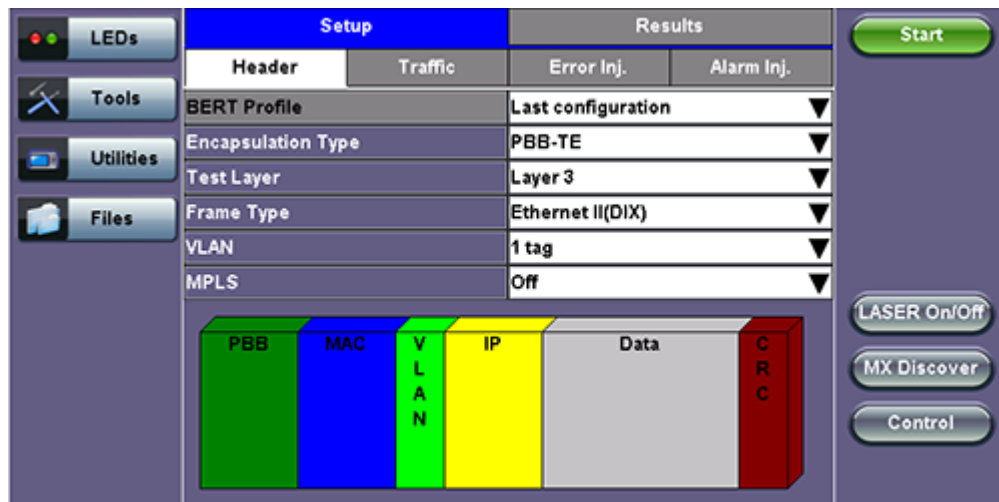 LEDs
Tools
Utilities
Files
Setup
Results
Header
Traffic
Error Inj.
Alarm Inj.
BERT Profile
Last configuration
Encapsulation Type
PBB-TE
Test Layer
Layer 3
Frame Type
Ethernet II(DIX)
VLAN
1 tag
MPLS
Off
PBB
MAC
VLAN
IP
Data
CRC
Start
LASER On/Off
MX Discover
Control